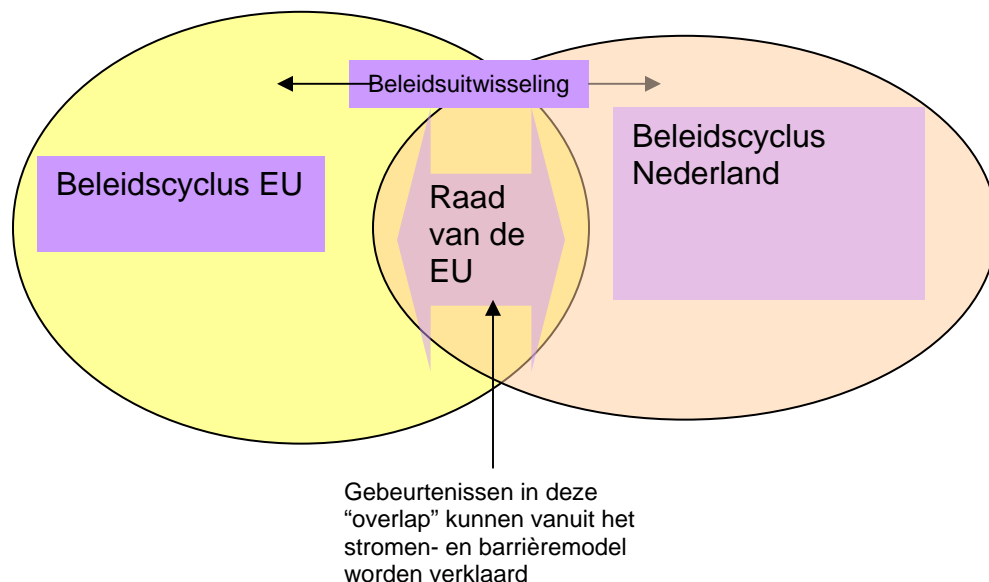 Beleidsuitwisseling
Beleidscyclus EU
Raad
van de
EU
Beleidscyclus
Nederland
Gebeurtenissen in deze
“overlap” kunnen vanuit het
stromen- en barrièremodel
worden verklaard